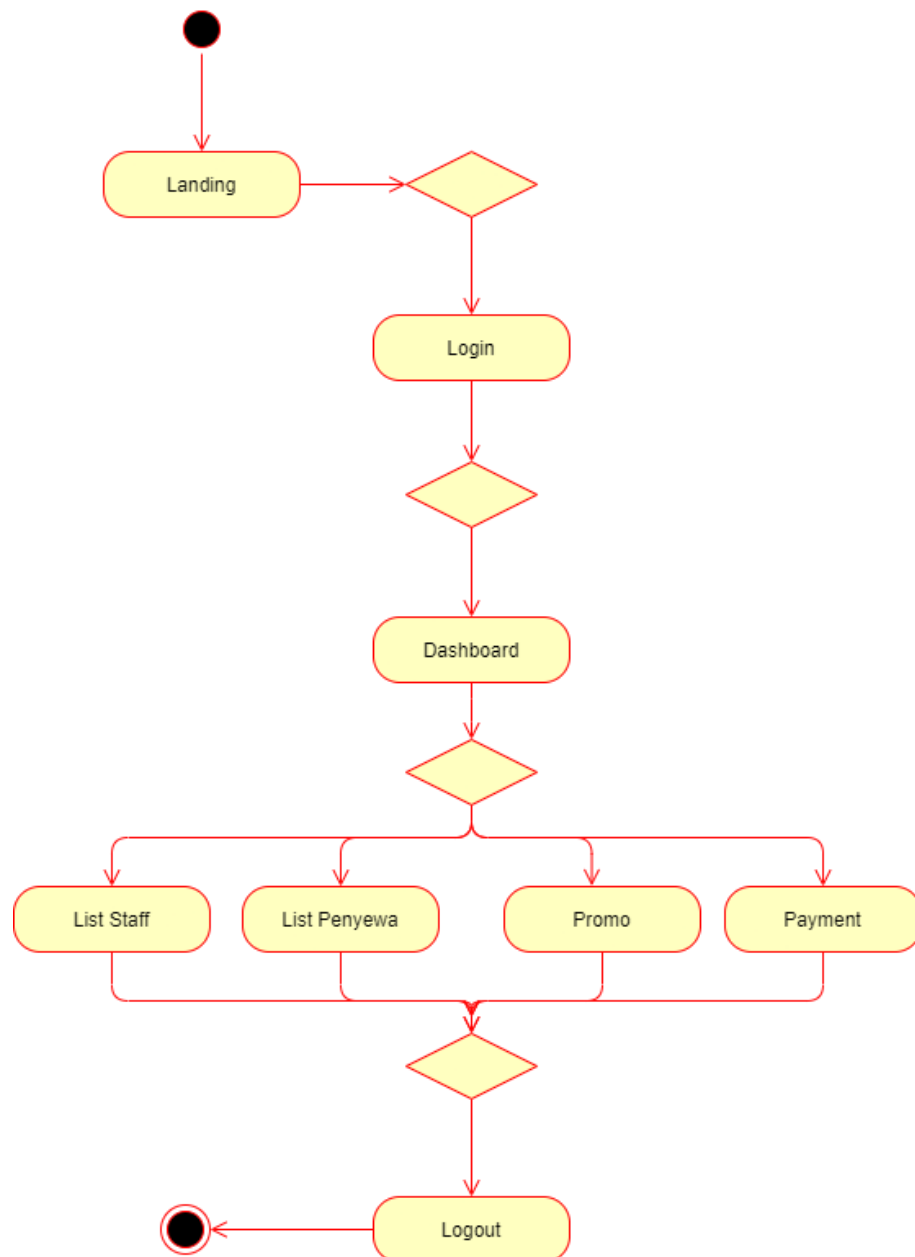 Landing
Login
Dashboard
List Staff
List Penyewa
Promo
Payment
Logout